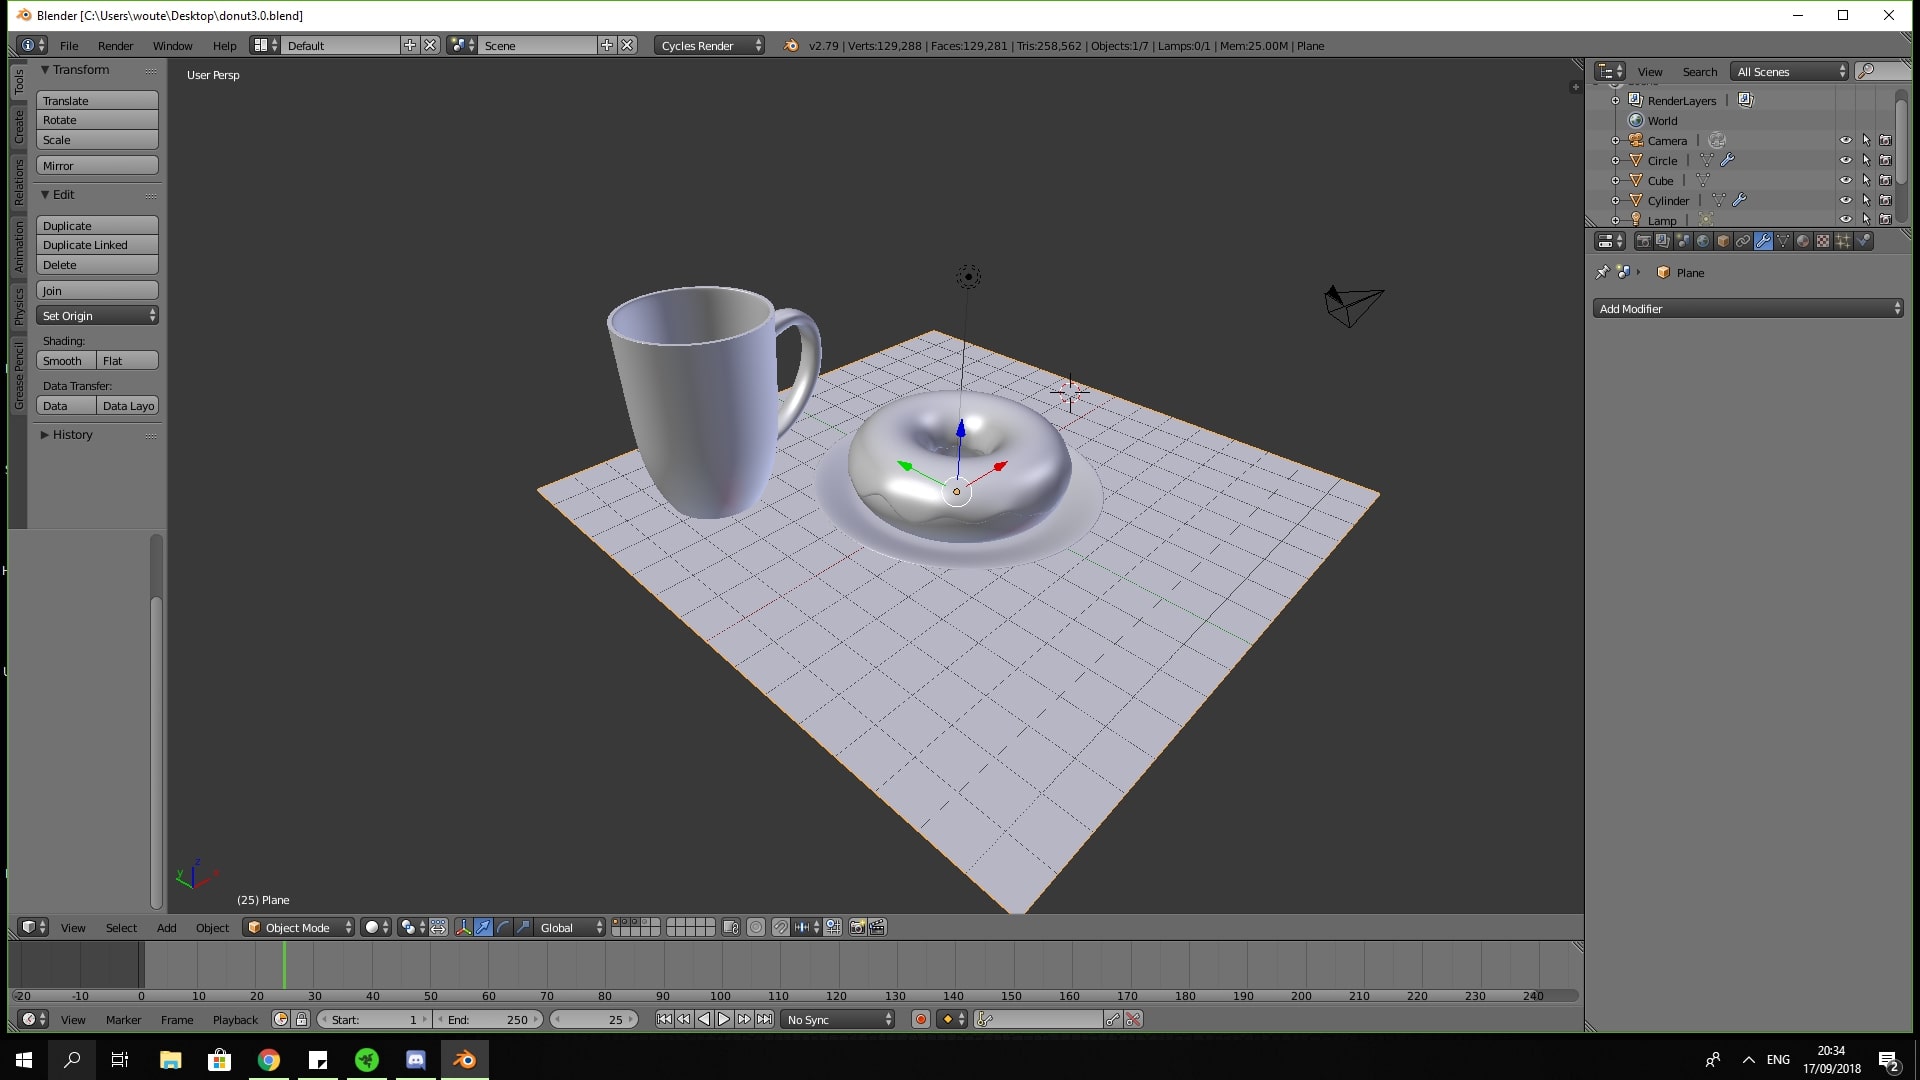 Blender [C:\Users\woute\Desktop\donut3.0.blend]
File Render Window Help Default Scene Cycles Render v2.79 | Verts:129,288 | Faces:129,281 | Tris:258,562 | Objects:1/7 | Lamps:0/1 | Mem:25.00M | Plane
Tools
Create
Relations
Animation
Physics
Grease Pencil
Transform
Translate
Rotate
Scale
Mirror
Edit
Duplicate
Duplicate Linked
Delete
Join
Set Origin
Shading:
Smooth Flat
Data Transfer:
Data Data Layo
History
User Persp
z
y x
(25) Plane
View Search All Scenes
RenderLayers |
World
Camera |
Circle |
Cube |
Cylinder |
Lamp |
Plane
Add Modifier
View Select Add Object Object Mode Global
-20 -10 0 10 20 30 40 50 60 70 80 90 100 110 120 130 140 150 160 170 180 190 200 210 220 230 240
View Marker Frame Playback Start: 1 End: 250 25 No Sync
ENG
20:34
17/09/2018
2